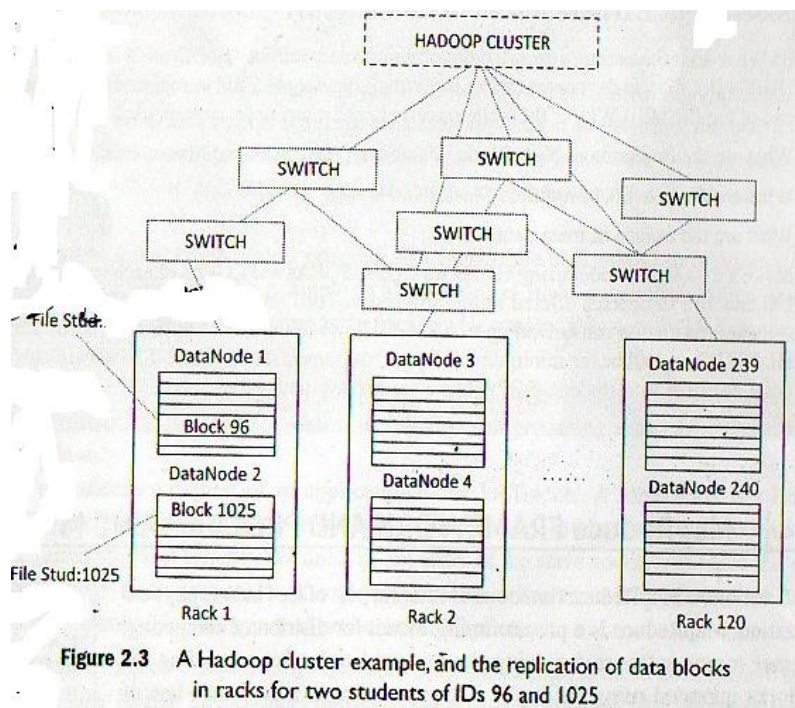 HADOOP CLUSTER
SWITCH
SWITCH
SWITCH
SWITCH
SWITCH
SWITCH
SWITCH
File Stud:
DataNode 1
Block 96
DataNode 2
Block 1025
File Stud:1025
Rack 1
DataNode 3
DataNode 4
Rack 2
DataNode 239
DataNode 240
Rack 120
Figure 2.3 A Hadoop cluster example, and the replication of data blocks
in racks for two students of IDs 96 and 1025